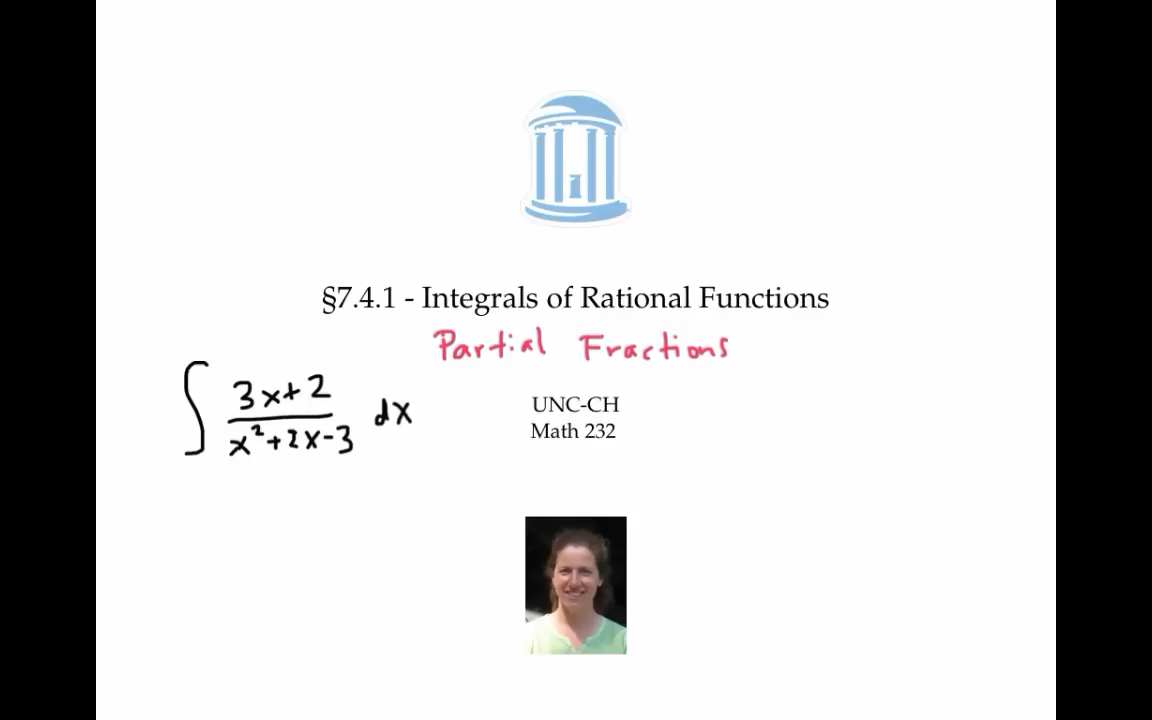 §7.4.1 - Integrals of Rational Functions
Partial Fractions
∫ (3x+2)/(x²+2x-3) dx
UNC-CH
Math 232